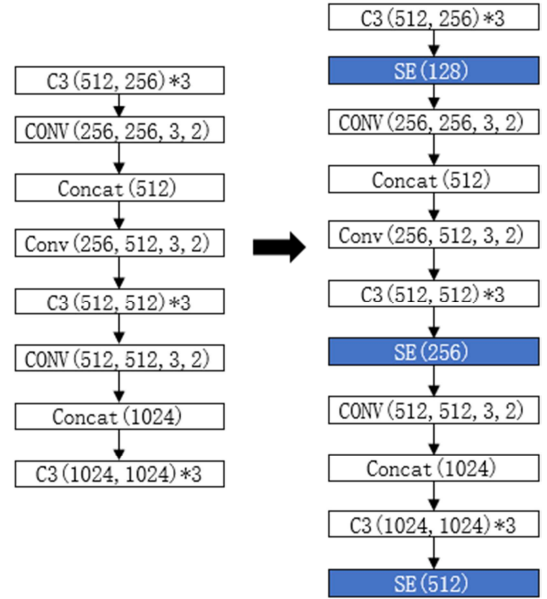 C3(512,256)*3
CONV(256,256,3,2)
Concat(512)
Conv(256,512,3,2)
C3(512,512)*3
CONV(512,512,3,2)
Concat(1024)
C3(1024,1024)*3
C3(512,256)*3
SE(128)
CONV(256,256,3,2)
Concat(512)
Conv(256,512,3,2)
C3(512,512)*3
SE(256)
CONV(512,512,3,2)
Concat(1024)
C3(1024,1024)*3
SE(512)